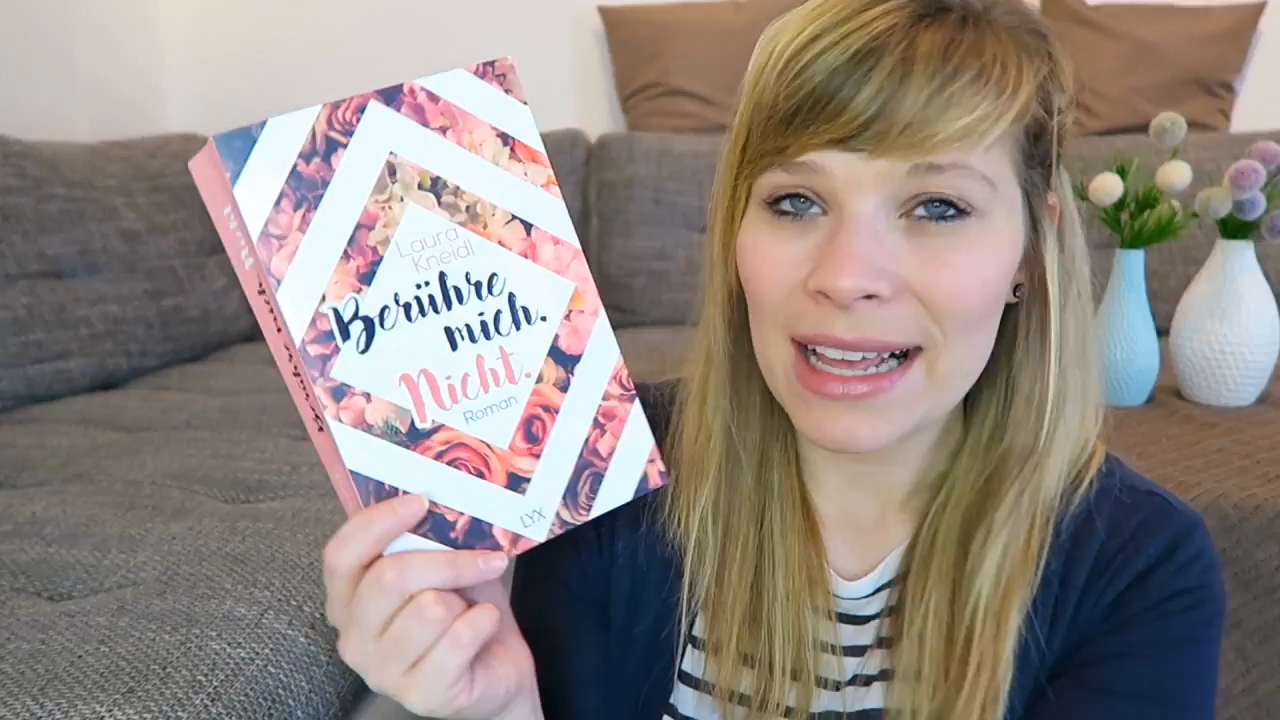 Laura
Kneidl
Berühre
mich.
Nicht.
Roman
LYX